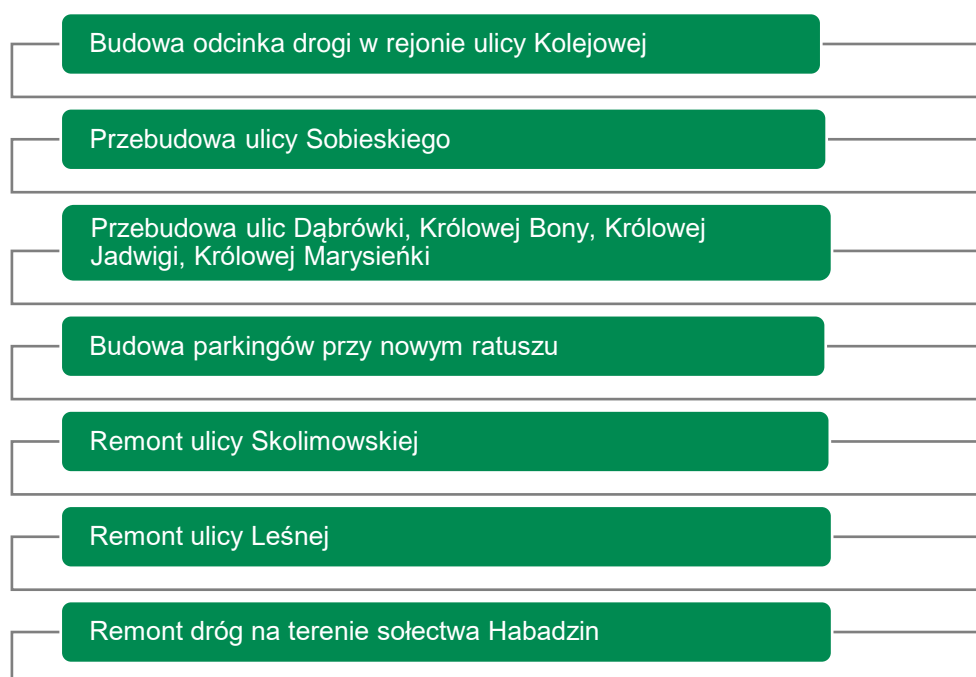 Budowa odcinka drogi w rejonie ulicy Kolejowej
Przebudowa ulicy Sobieskiego
Przebudowa ulic Dąbrówki, Królowej Bony, Królowej
Jadwigi, Królowej Marysieńki
Budowa parkingów przy nowym ratuszu
Remont ulicy Skolimowskiej
Remont ulicy Leśnej
Remont dróg na terenie sołectwa Habadzin